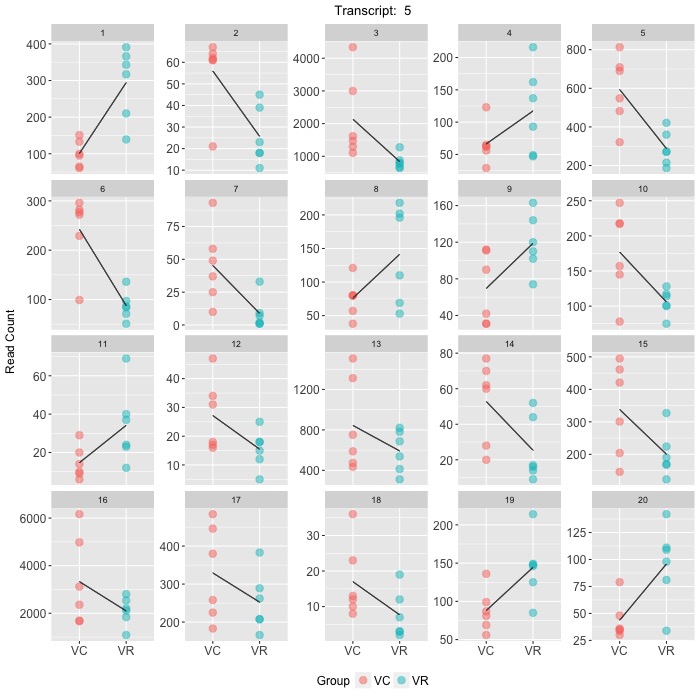 Transcript: 5
1 2 3 4 5
400 300 200 100
60 50 40 30 20 10
4000 3000 2000 1000
200 150 100 50
800 600 400 200
6 7 8 9 10
300 200 100
75 50 25 0
200 150 100 50
160 120 80 40
250 200 150 100
Read Count
11 12 13 14 15
60 40 20
40 30 20 10
1200 800 400
80 60 40 20
500 400 300 200 100
16 17 18 19 20
6000 4000 2000
400 300 200
30 20 10
200 150 100 50
125 100 75 50 25
VC VR VC VR VC VR VC VR VC VR
Group VC VR